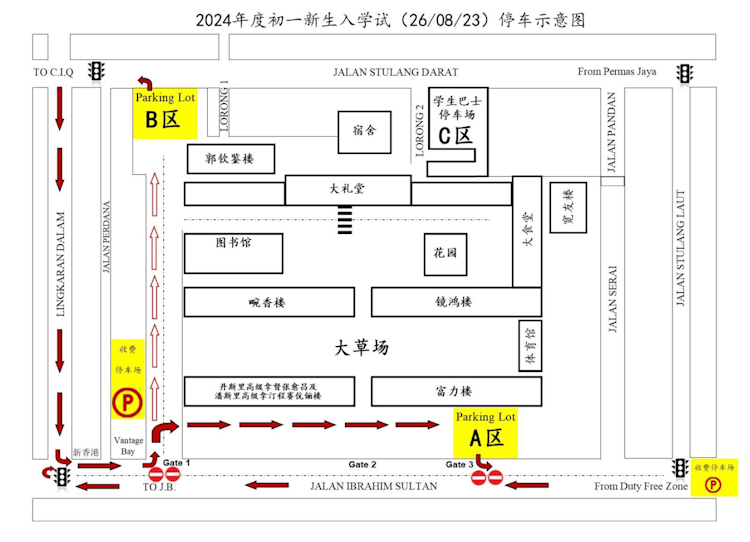 2024年度初一新生入学试（26/08/23）停车示意图
TO C.I.Q
JALAN STULANG DARAT
From Permas Jaya
Parking Lot
B区
LORONG 1
宿舍
LORONG 2
学生巴士
停车场
C区
JALAN PANDAN
郭钦鉴楼
大礼堂
大食堂
宽友楼
LINGKARAN DALAM
JALAN PERDANA
图书馆
花园
JALAN SERAI
JALAN STULANG LAUT
畹香楼
镜鸿楼
收费
停车场
P
大草场
体育馆
丹斯里高级拿督张愈昌及
潘斯里高级拿汀程赛优俪楼
富力楼
Parking Lot
A区
新香港
Vantage
Bay
Gate 1
Gate 2
Gate 3
收费停车场
P
TO J.B.
JALAN IBRAHIM SULTAN
From Duty Free Zone